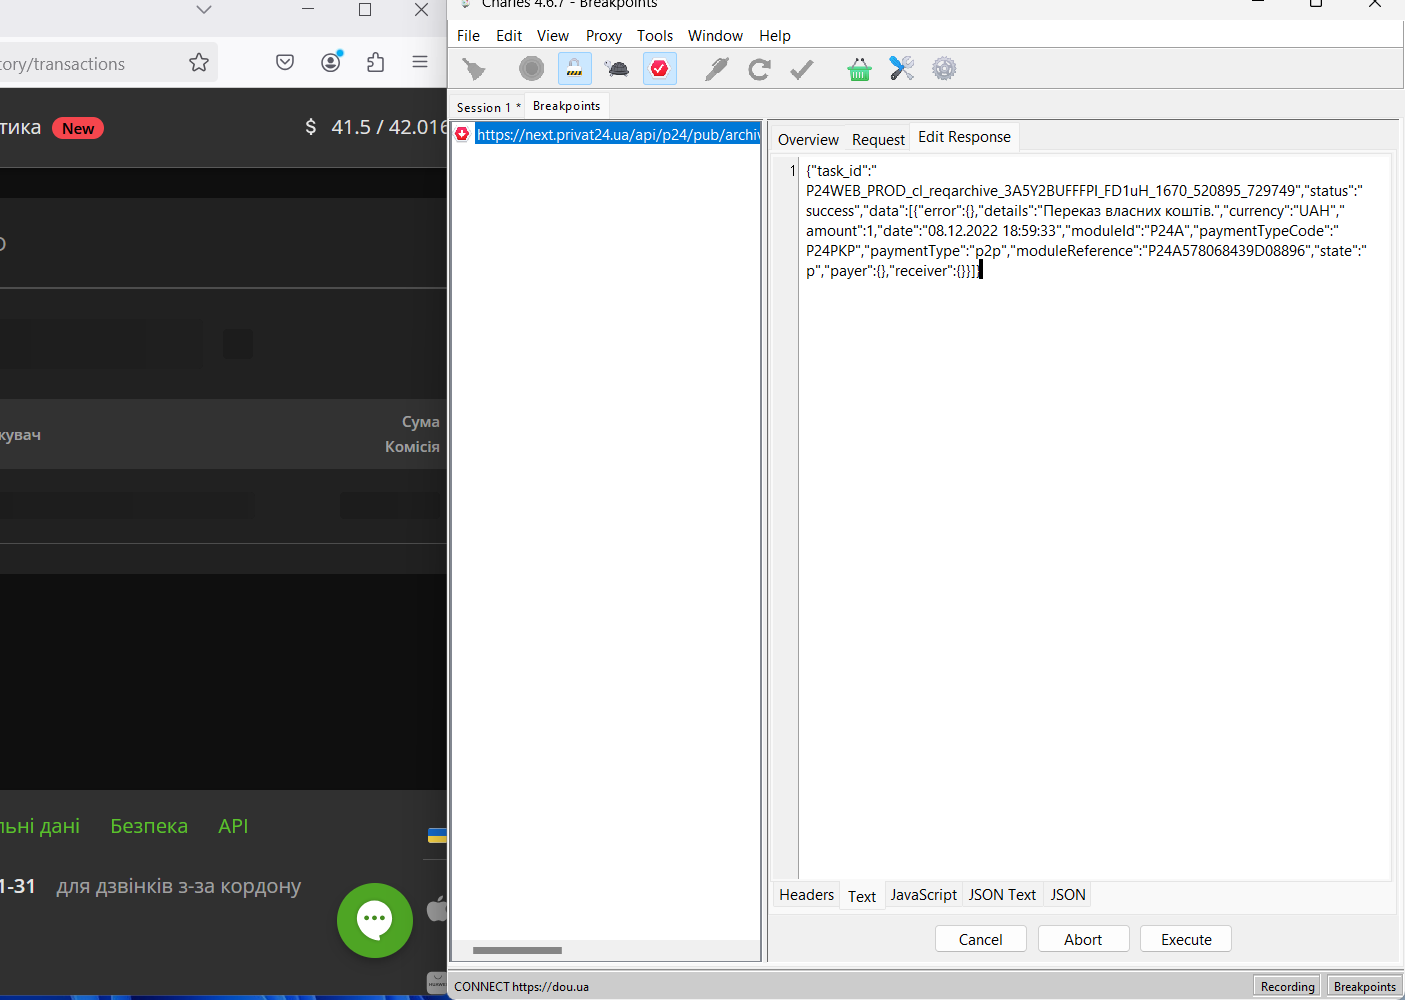 Charles 4.6.7 - Breakpoints
File Edit View Proxy Tools Window Help
Session 1 * Breakpoints
https://next.privat24.ua/api/p24/pub/archiv
Overview Request Edit Response
1
{"task_id":"
P24WEB_PROD_cl_reqarchive_3A5Y2BUFFFPI_FD1uH_1670_520895_729749","status":"
success","data":[{"error":{},"details":"Переказ власних коштів.","currency":"UAH","
amount":1,"date":"08.12.2022 18:59:33","moduleId":"P24A","paymentTypeCode":"
P24PKP","paymentType":"p2p","moduleReference":"P24A578068439D08896","state":"
p","payer":{},"receiver":{}}]}
Headers Text JavaScript JSON Text JSON
Cancel Abort Execute
CONNECT https://dou.ua
Recording Breakpoints
ory/transactions
тика New
$ 41.5 / 42.016
кувач
Сума
Комісія
льні дані Безпека API
1-31 для дзвінків з-за кордону